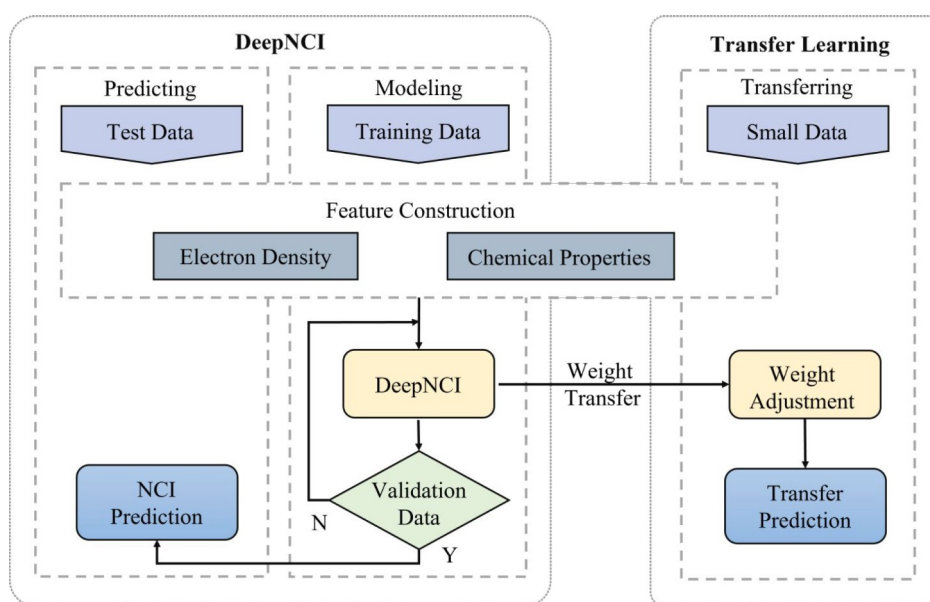 DeepNCI
Transfer Learning
Predicting
Modeling
Transferring
Test Data
Training Data
Small Data
Feature Construction
Electron Density
Chemical Properties
DeepNCI
Weight
Transfer
Weight
Adjustment
NCI
Prediction
N
Validation
Data
Y
Transfer
Prediction